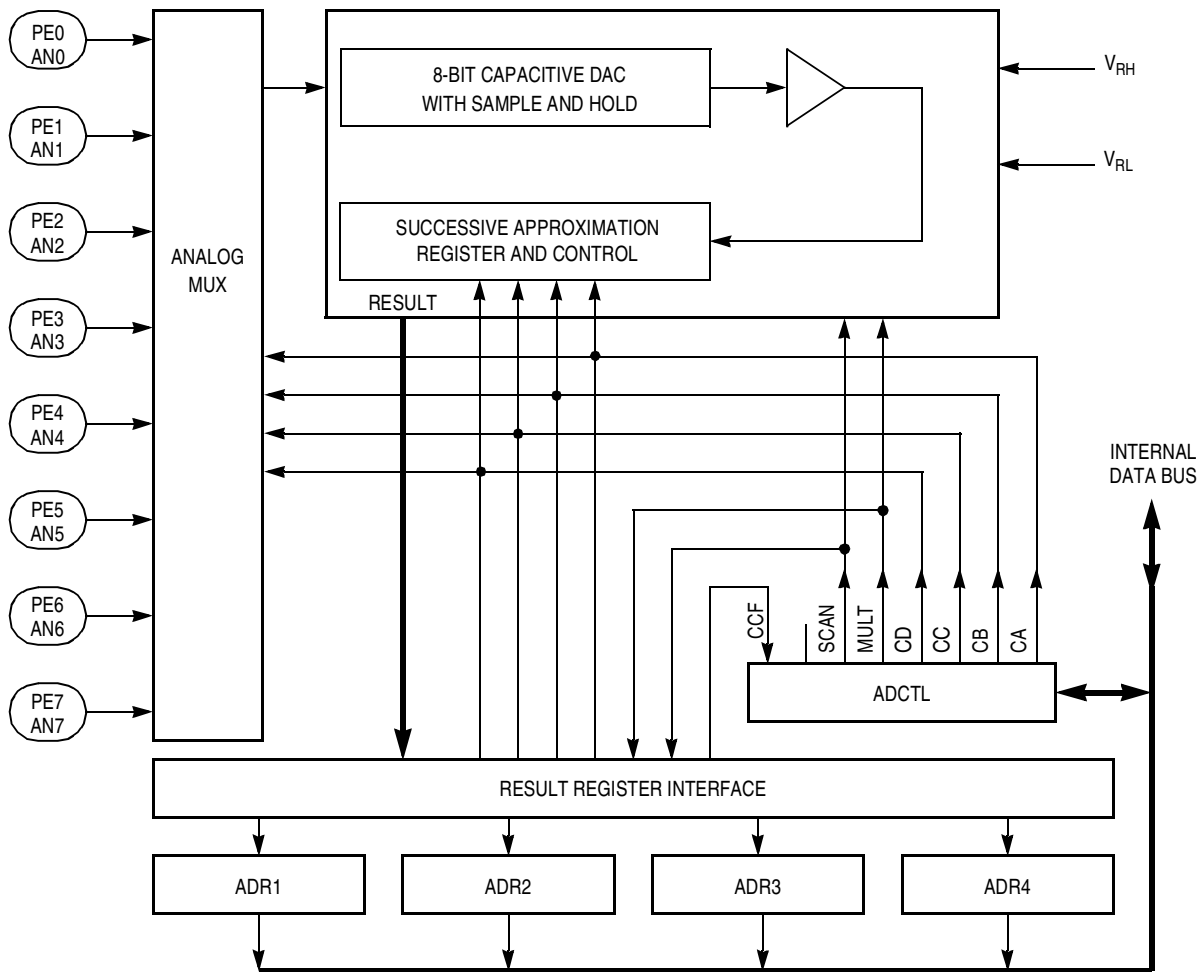 PE0
AN0
PE1
AN1
PE2
AN2
PE3
AN3
PE4
AN4
PE5
AN5
PE6
AN6
PE7
AN7
ANALOG
MUX
8-BIT CAPACITIVE DAC
WITH SAMPLE AND HOLD
SUCCESSIVE APPROXIMATION
REGISTER AND CONTROL
RESULT
VRH
VRL
INTERNAL
DATA BUS
CCF
SCAN
MULT
CD
CC
CB
CA
ADCTL
RESULT REGISTER INTERFACE
ADR1
ADR2
ADR3
ADR4